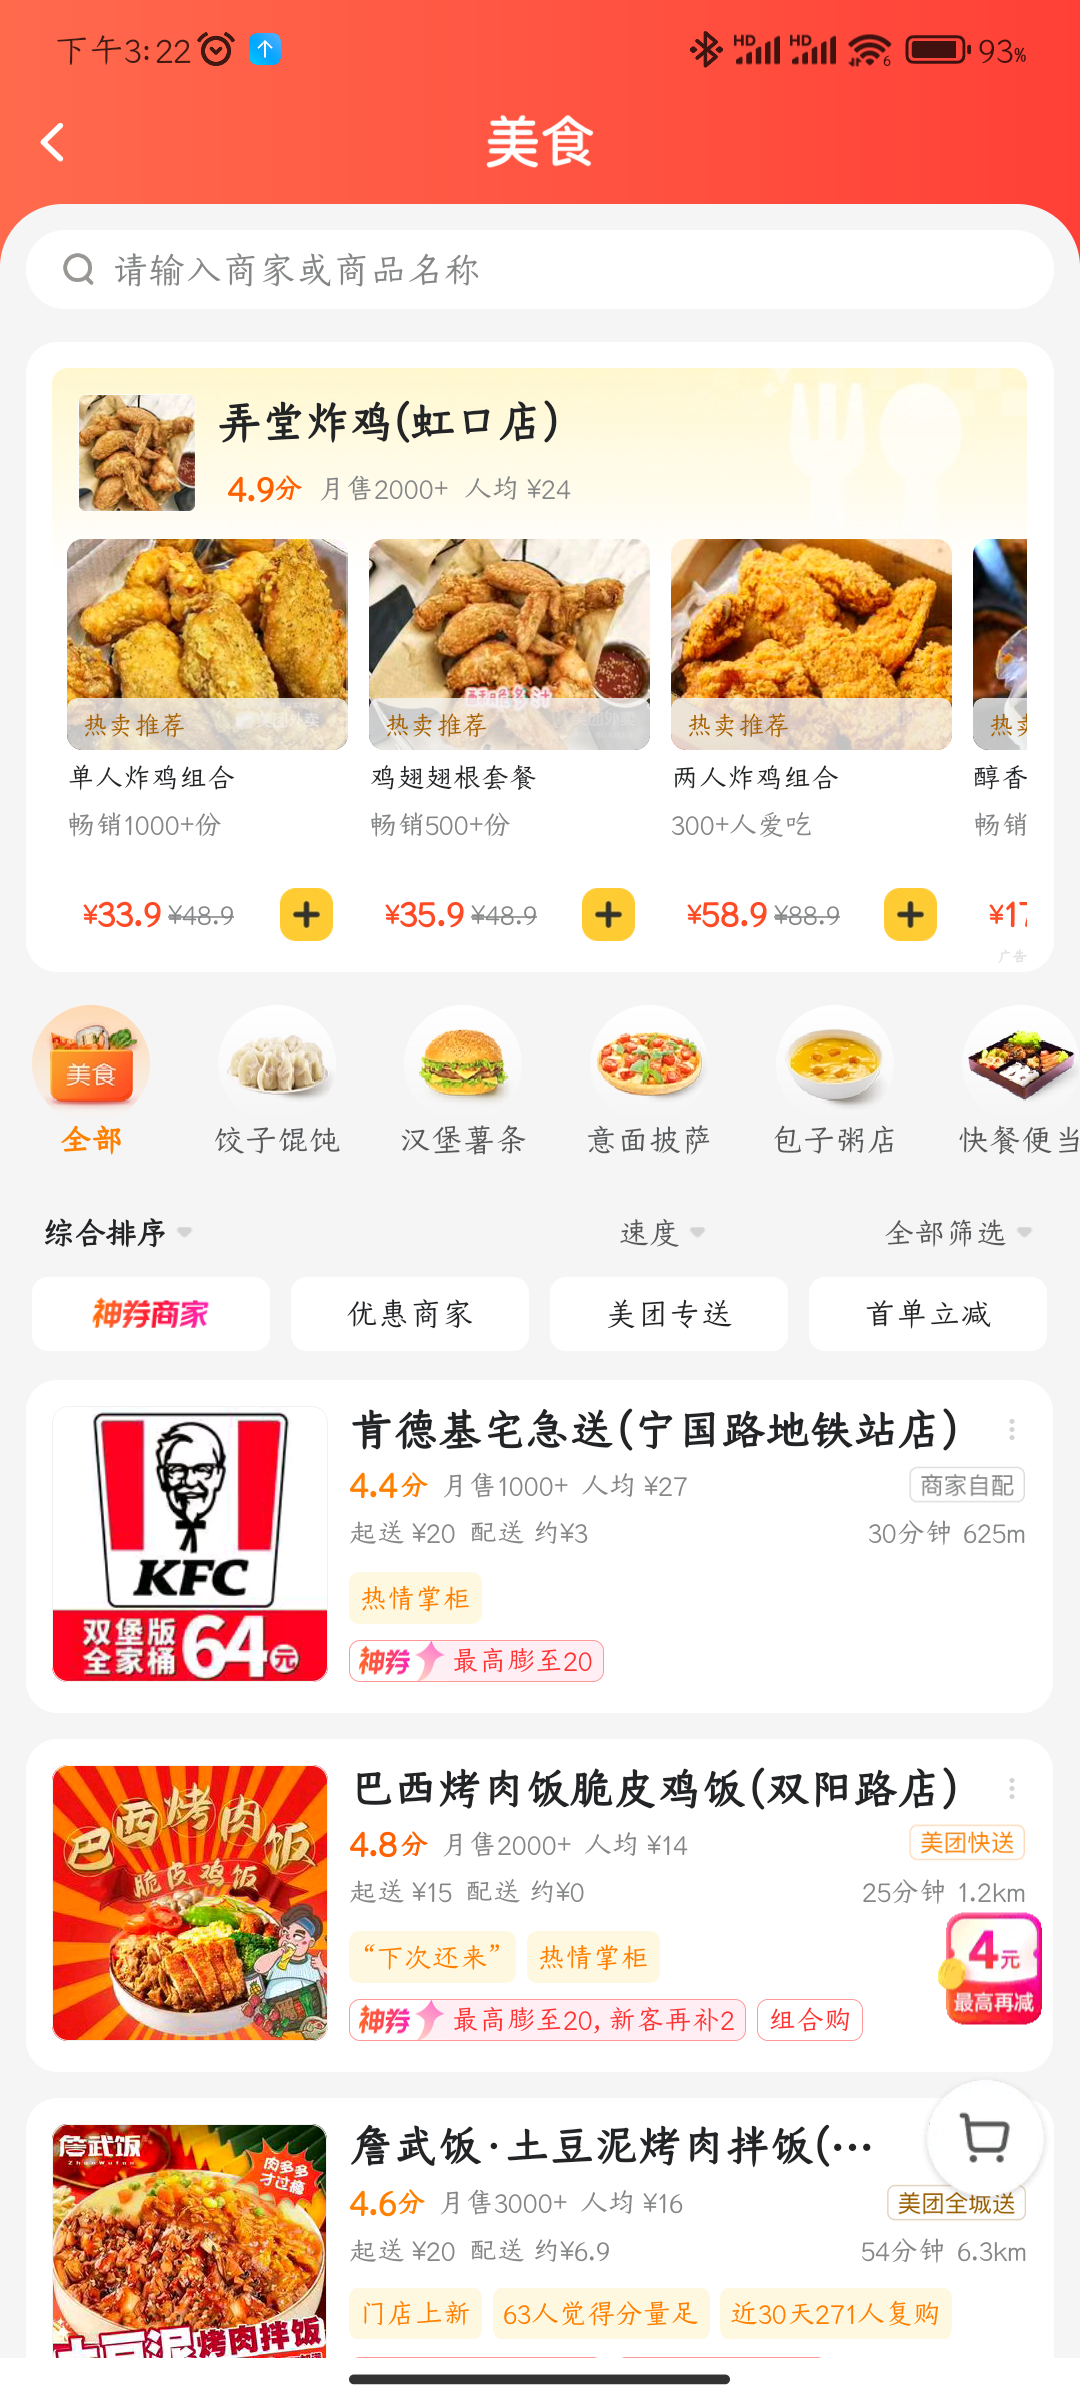 下午3:22
HD HD 6 93%
美食
请输入商家或商品名称
弄堂炸鸡(虹口店)
4.9分 月售2000+ 人均 ¥24
酥脆多汁
热卖推荐 热卖推荐 热卖推荐 热卖
单人炸鸡组合 鸡翅翅根套餐 两人炸鸡组合 醇香
畅销1000+份 畅销500+份 300+人爱吃 畅销
¥33.9 ¥48.9 ¥35.9 ¥48.9 ¥58.9 ¥88.9 ¥17
广告
美食
全部 饺子馄饨 汉堡薯条 意面披萨 包子粥店 快餐便当
综合排序 速度 全部筛选
神券商家 优惠商家 美团专送 首单立减
肯德基宅急送(宁国路地铁站店)
4.4分 月售1000+ 人均 ¥27 商家自配
起送 ¥20 配送 约¥3 30分钟 625m
热情掌柜
神券 最高膨至20
KFC
双堡版
全家桶 64元
巴西烤肉饭脆皮鸡饭(双阳路店)
4.8分 月售2000+ 人均 ¥14 美团快送
起送 ¥15 配送 约¥0 25分钟 1.2km
“下次还来” 热情掌柜
神券 最高膨至20, 新客再补2 组合购
巴西烤肉饭
脆皮鸡饭
4元
最高再减
詹武饭·土豆泥烤肉拌饭(...
4.6分 月售3000+ 人均 ¥16 美团全城送
起送 ¥20 配送 约¥6.9 54分钟 6.3km
门店上新 63人觉得分量足 近30天271人复购
詹武饭
ZhanWuFan
肉多多
才过瘾
土豆泥烤肉拌饭